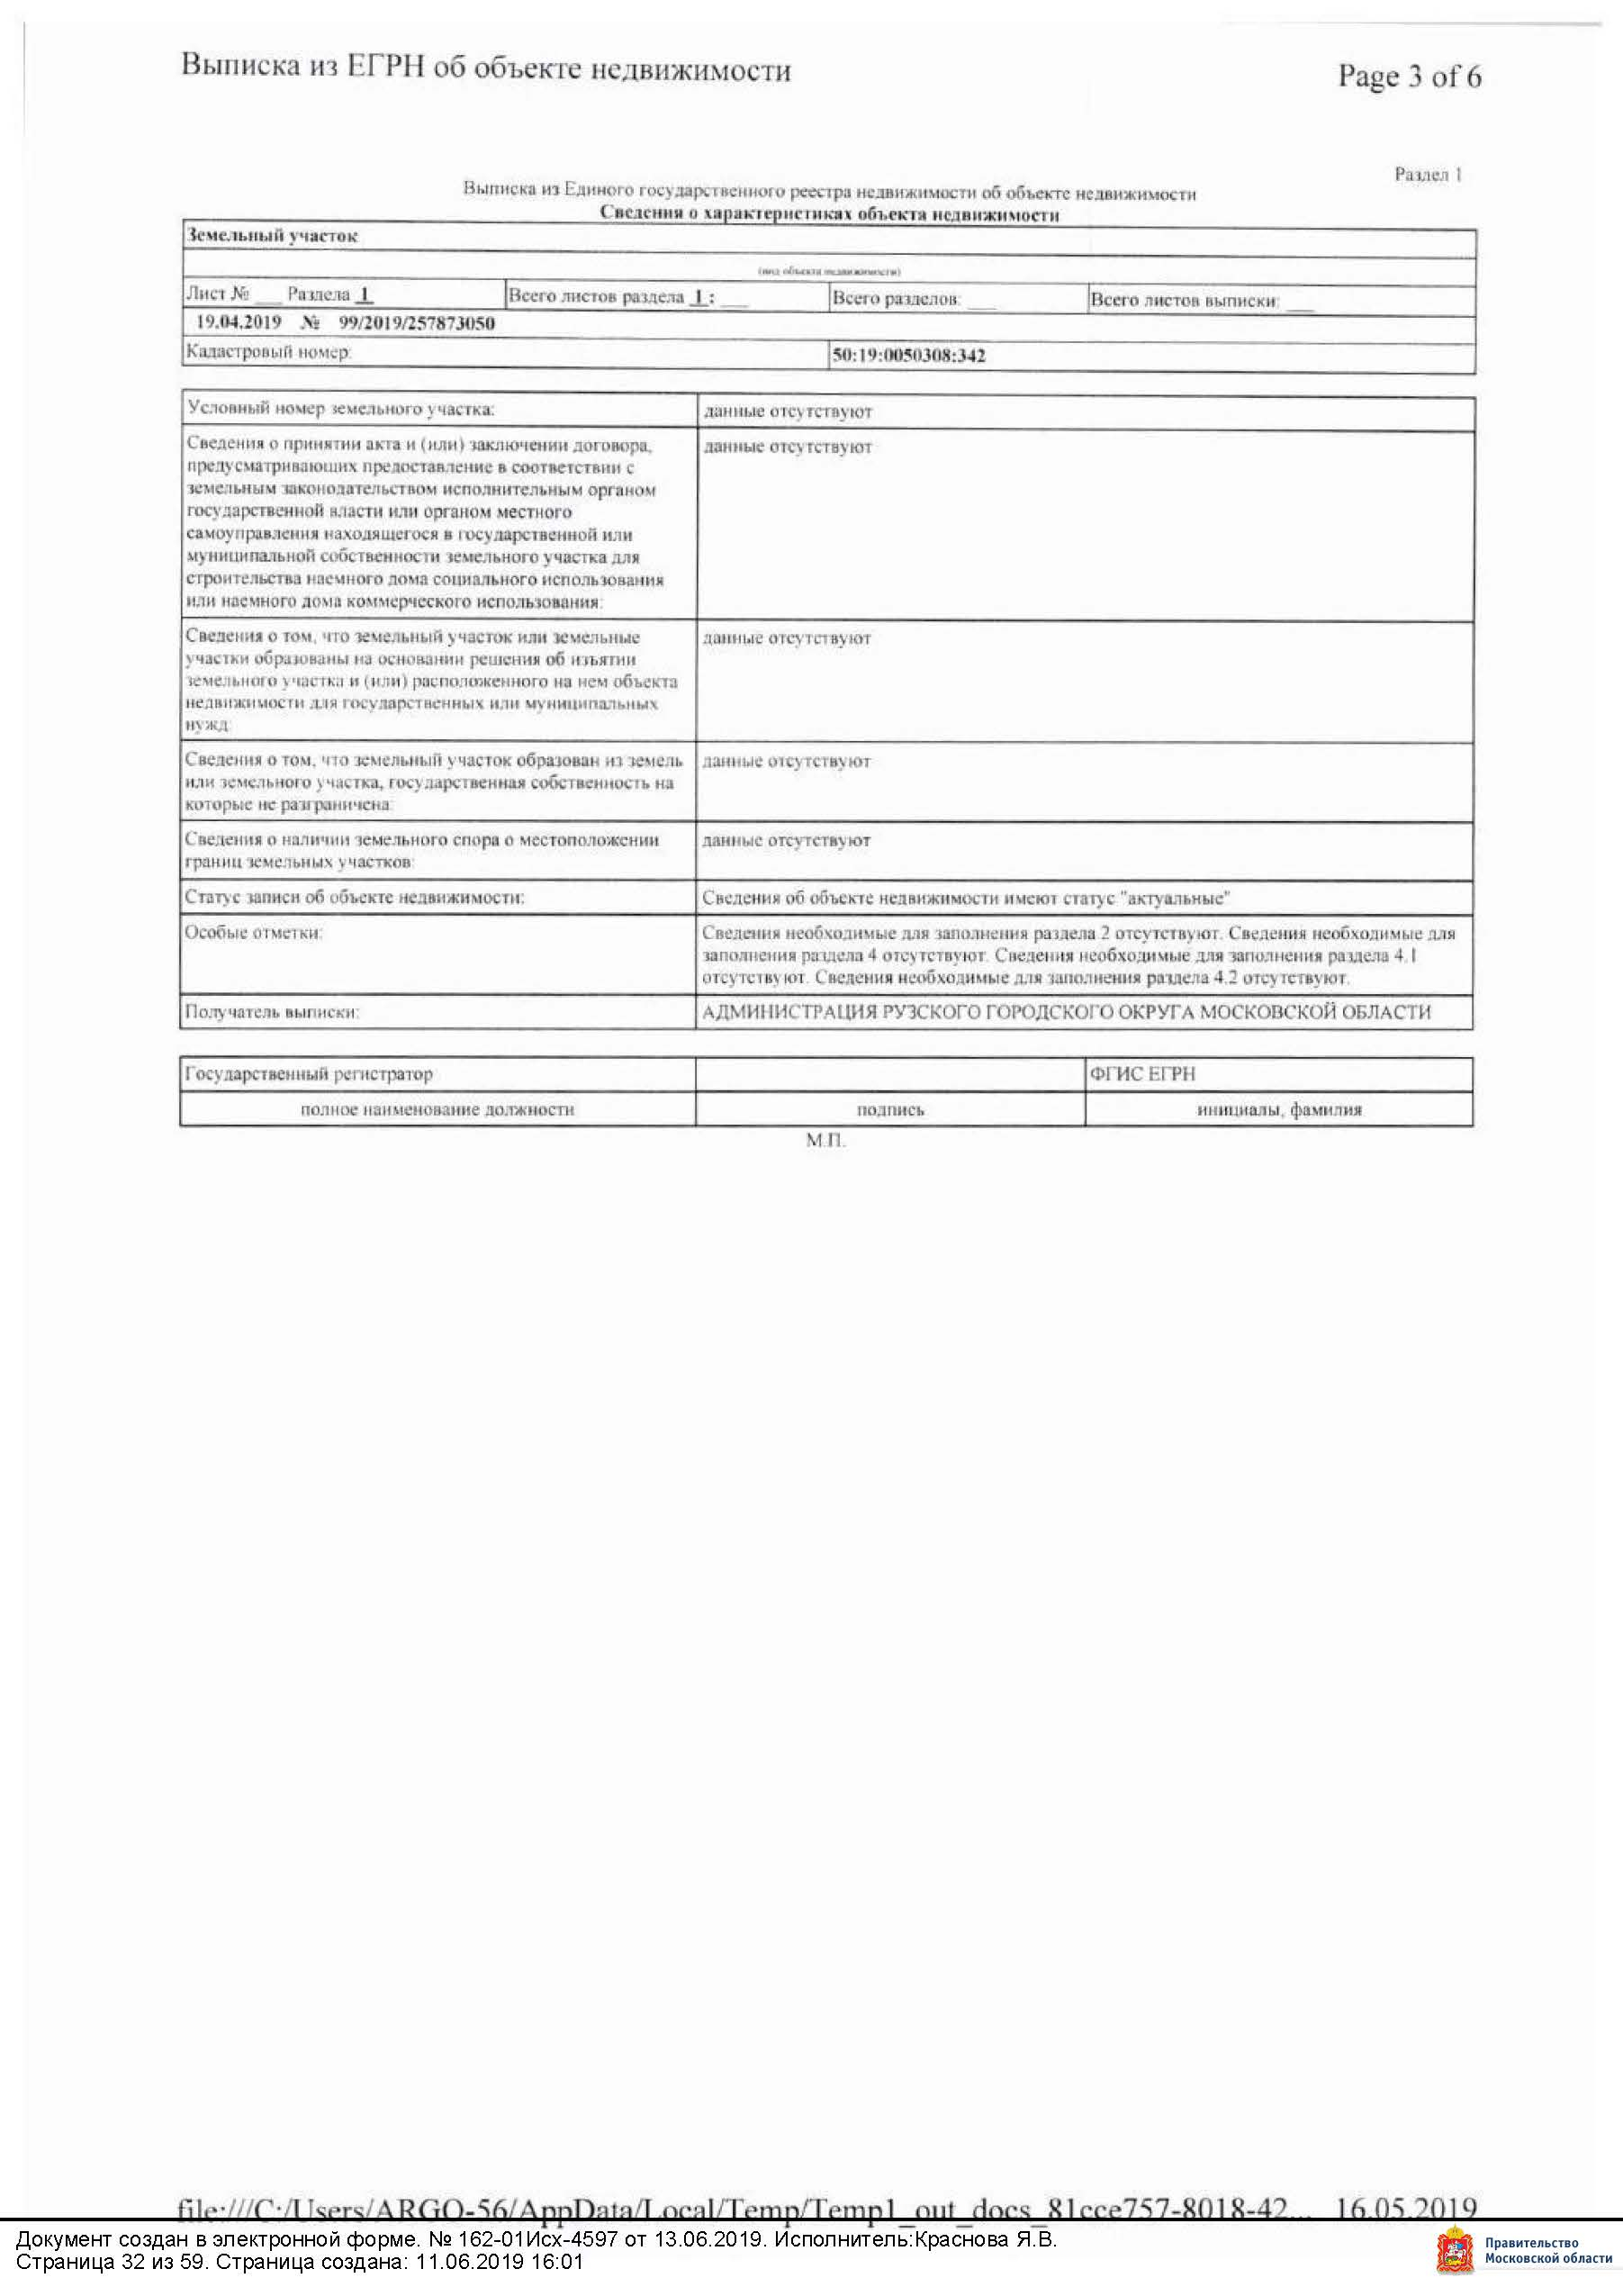 Выписка из ЕГРН об объекте недвижимости
Page 3 of 6
Раздел 1
Выписка из Единого государственного реестра недвижимости об объекте недвижимости
Сведения о характеристиках объекта недвижимости
Земельный участок
(вид объекта недвижимости)
Лист № ___ Раздела 1
Всего листов раздела 1 : ___
Всего разделов: ___
Всего листов выписки: ___
19.04.2019 № 99/2019/257873050
Кадастровый номер:
50:19:0050308:342
Условный номер земельного участка:
данные отсутствуют
Сведения о принятии акта и (или) заключении договора,
предусматривающих предоставление в соответствии с
земельным законодательством исполнительным органом
государственной власти или органом местного
самоуправления находящегося в государственной или
муниципальной собственности земельного участка для
строительства наемного дома социального использования
или наемного дома коммерческого использования:
данные отсутствуют
Сведения о том, что земельный участок или земельные
участки образованы на основании решения об изъятии
земельного участка и (или) расположенного на нем объекта
недвижимости для государственных или муниципальных
нужд:
данные отсутствуют
Сведения о том, что земельный участок образован из земель
или земельного участка, государственная собственность на
которые не разграничена:
данные отсутствуют
Сведения о наличии земельного спора о местоположении
границ земельных участков:
данные отсутствуют
Статус записи об объекте недвижимости:
Сведения об объекте недвижимости имеют статус "актуальные"
Особые отметки:
Сведения необходимые для заполнения раздела 2 отсутствуют. Сведения необходимые для
заполнения раздела 4 отсутствуют. Сведения необходимые для заполнения раздела 4.1
отсутствуют. Сведения необходимые для заполнения раздела 4.2 отсутствуют.
Получатель выписки:
АДМИНИСТРАЦИЯ РУЗСКОГО ГОРОДСКОГО ОКРУГА МОСКОВСКОЙ ОБЛАСТИ
Государственный регистратор
ФГИС ЕГРН
полное наименование должности
подпись
инициалы, фамилия
М.П.
file:///C:/Users/ARGO-56/AppData/Local/Temp/Temp1_out_docs_81cce757-8018-42... 16.05.2019
Документ создан в электронной форме. № 162-01Исх-4597 от 13.06.2019. Исполнитель:Краснова Я.В.
Страница 32 из 59. Страница создана: 11.06.2019 16:01
Правительство
Московской области